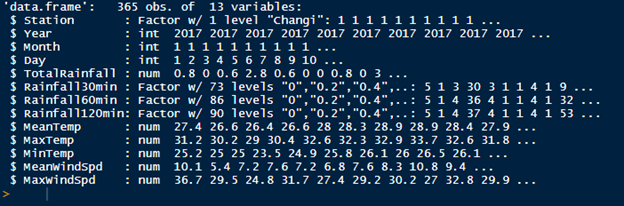 'data.frame':   365 obs. of  13 variables:
 $ Station        : Factor w/ 1 level "Changi": 1 1 1 1 1 1 1 1 1 1 ...
 $ Year           : int  2017 2017 2017 2017 2017 2017 2017 2017 2017 2017 ...
 $ Month          : int  1 1 1 1 1 1 1 1 1 1 ...
 $ Day            : int  1 2 3 4 5 6 7 8 9 10 ...
 $ TotalRainfall  : num  0.8 0 0.6 2.8 0.6 0 0 0.8 0 3 ...
 $ Rainfall30min  : Factor w/ 73 levels "0","0.2","0.4",..: 5 1 3 30 3 1 1 4 1 9 ...
 $ Rainfall60min  : Factor w/ 86 levels "0","0.2","0.4",..: 5 1 4 36 4 1 1 4 1 32 ...
 $ Rainfall120min: Factor w/ 90 levels "0","0.2","0.4",..: 5 1 4 37 4 1 1 4 1 53 ...
 $ MeanTemp       : num  27.4 26.6 26.4 26.6 28 28.3 28.9 28.9 28.4 27.9 ...
 $ MaxTemp        : num  31.2 30.2 29 30.4 32.6 32.3 32.9 33.7 32.6 31.8 ...
 $ MinTemp        : num  25.2 25 25 23.5 24.9 25.8 26.1 26 26.5 26.1 ...
 $ MeanWindSpd    : num  10.1 5.4 7.2 7.6 7.2 6.8 7.6 8.3 10.8 9.4 ...
 $ MaxWindSpd     : num  36.7 29.5 24.8 31.7 27.4 29.2 30.2 27 32.8 29.9 ...
>